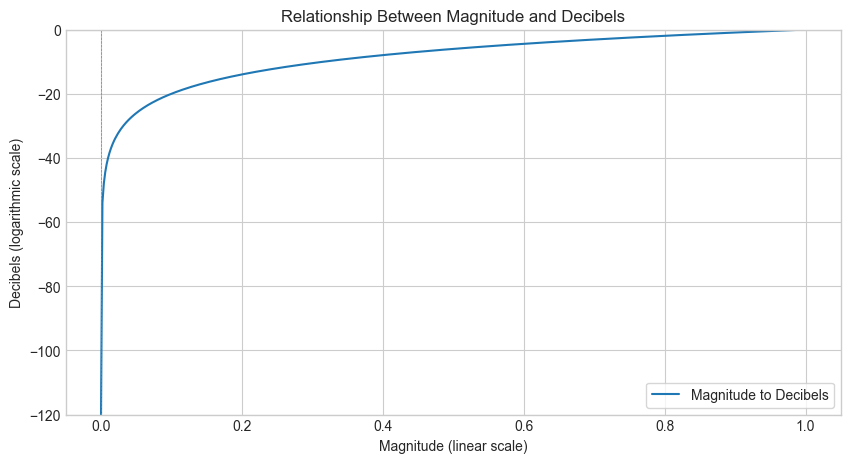 Relationship Between Magnitude and Decibels
Decibels (logarithmic scale)
0
−20
−40
−60
−80
−100
−120
0.0 0.2 0.4 0.6 0.8 1.0
Magnitude (linear scale)
Magnitude to Decibels